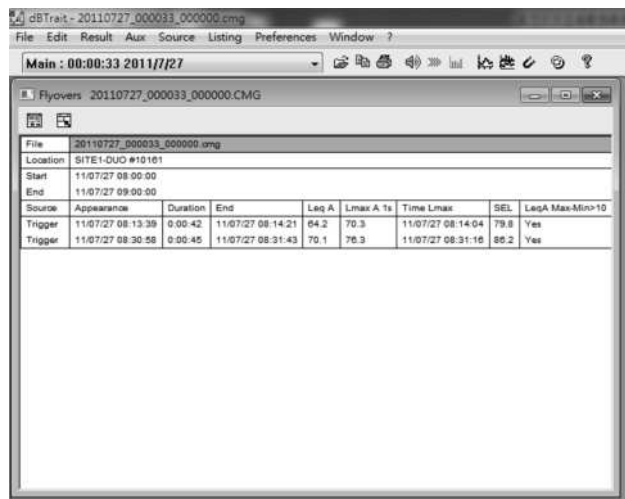 dBTrait - 20110727_000033_000000.cmg
File Edit Result Aux Source Listing Preferences Window ?
Main : 00:00:33 2011/7/27
Flyovers 20110727_000033_000000.CMG
File 20110727_000033_000000.cmg
Location SITE1-DUO #10161
Start 11/07/27 08:00:00
End 11/07/27 09:00:00
Source Appearance Duration End Leq A Lmax A 1s Time Lmax SEL LeqA Max-Min>10
Trigger 11/07/27 08:13:39 0:00:42 11/07/27 08:14:21 64.2 70.3 11/07/27 08:14:04 79.8 Yes
Trigger 11/07/27 08:30:58 0:00:45 11/07/27 08:31:43 70.1 76.3 11/07/27 08:31:16 86.2 Yes